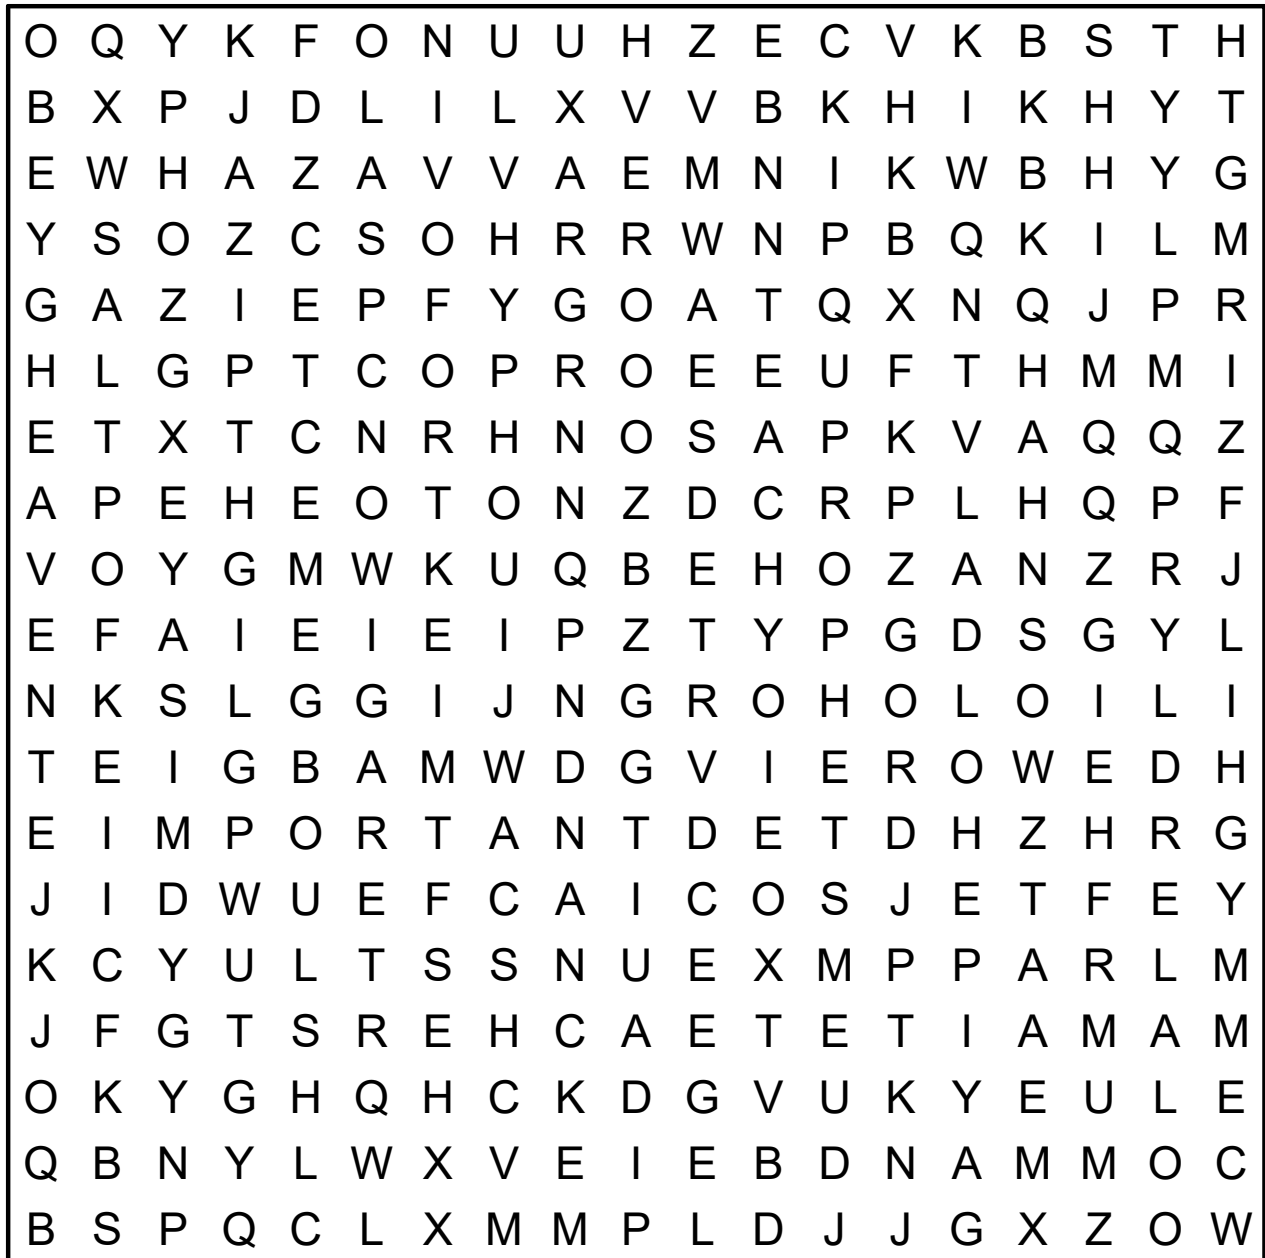 O Q Y K F O N U U H Z E C V K B S T H
B X P J D L I L X V V B K H I K H Y T
E W H A Z A V V A E M N I K W B H Y G
Y S O Z C S O H R R W N P B Q K I L M
G A Z I E P F Y G O A T Q X N Q J P R
H L G P T C O P R O E E U F T H M M I
E T X T C N R H N O S A P K V A Q Q Z
A P E H E O T O N Z D C R P L H Q P F
V O Y G M W K U Q B E H O Z A N Z R J
E F A I E I E I P Z T Y P G D S G Y L
N K S L G G I J N G R O H O L O I L I
T E I G B A M W D G V I E R O W E D H
E I M P O R T A N T D E T D H Z H R G
J I D W U E F C A I C O S J E T F E Y
K C Y U L T S S N U E X M P P A R L M
J F G T S R E H C A E T E T I A M A M
O K Y G H Q H C K D G V U K Y E U L E
Q B N Y L W X V E I E B D N A M M O C
B S P Q C L X M M P L D J J G X Z O W